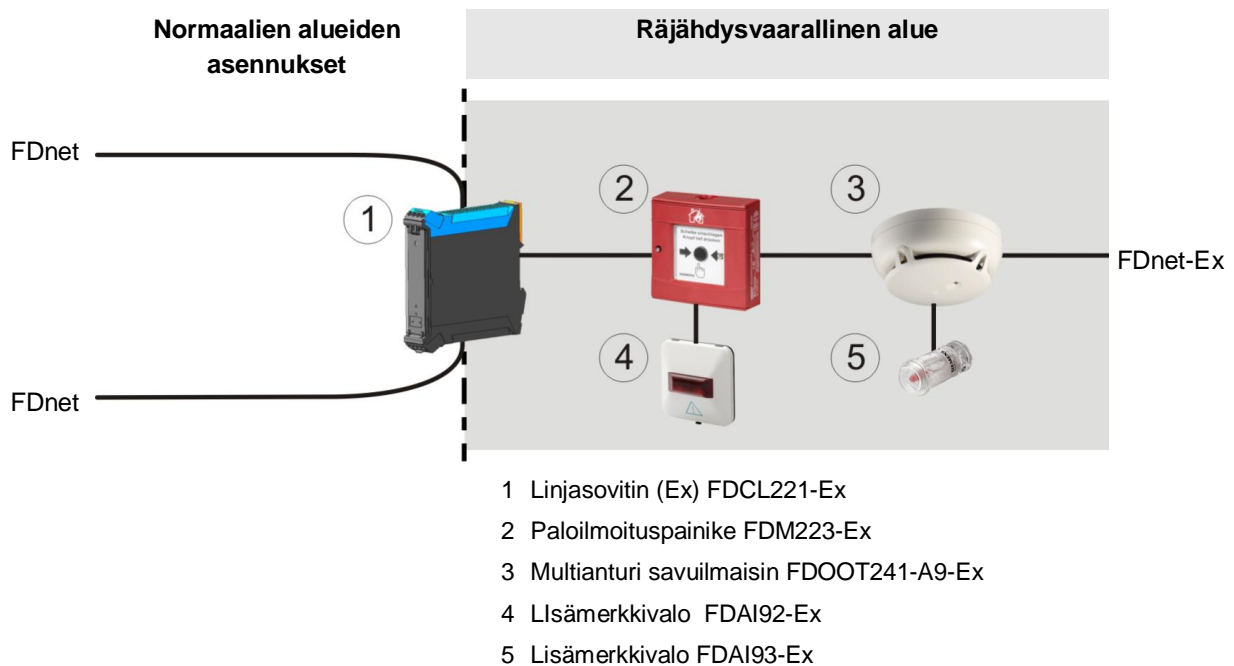 Normaalien alueiden
asennukset
Räjähdysvaarallinen alue
FDnet
1
2
3
FDnet-Ex
4
5
FDnet
1 Linjasovitin (Ex) FDCL221-Ex
2 Paloilmoituspainike FDM223-Ex
3 Multianturi savuilmaisin FDOOT241-A9-Ex
4 LIsämerkkivalo FDAI92-Ex
5 Lisämerkkivalo FDAI93-Ex